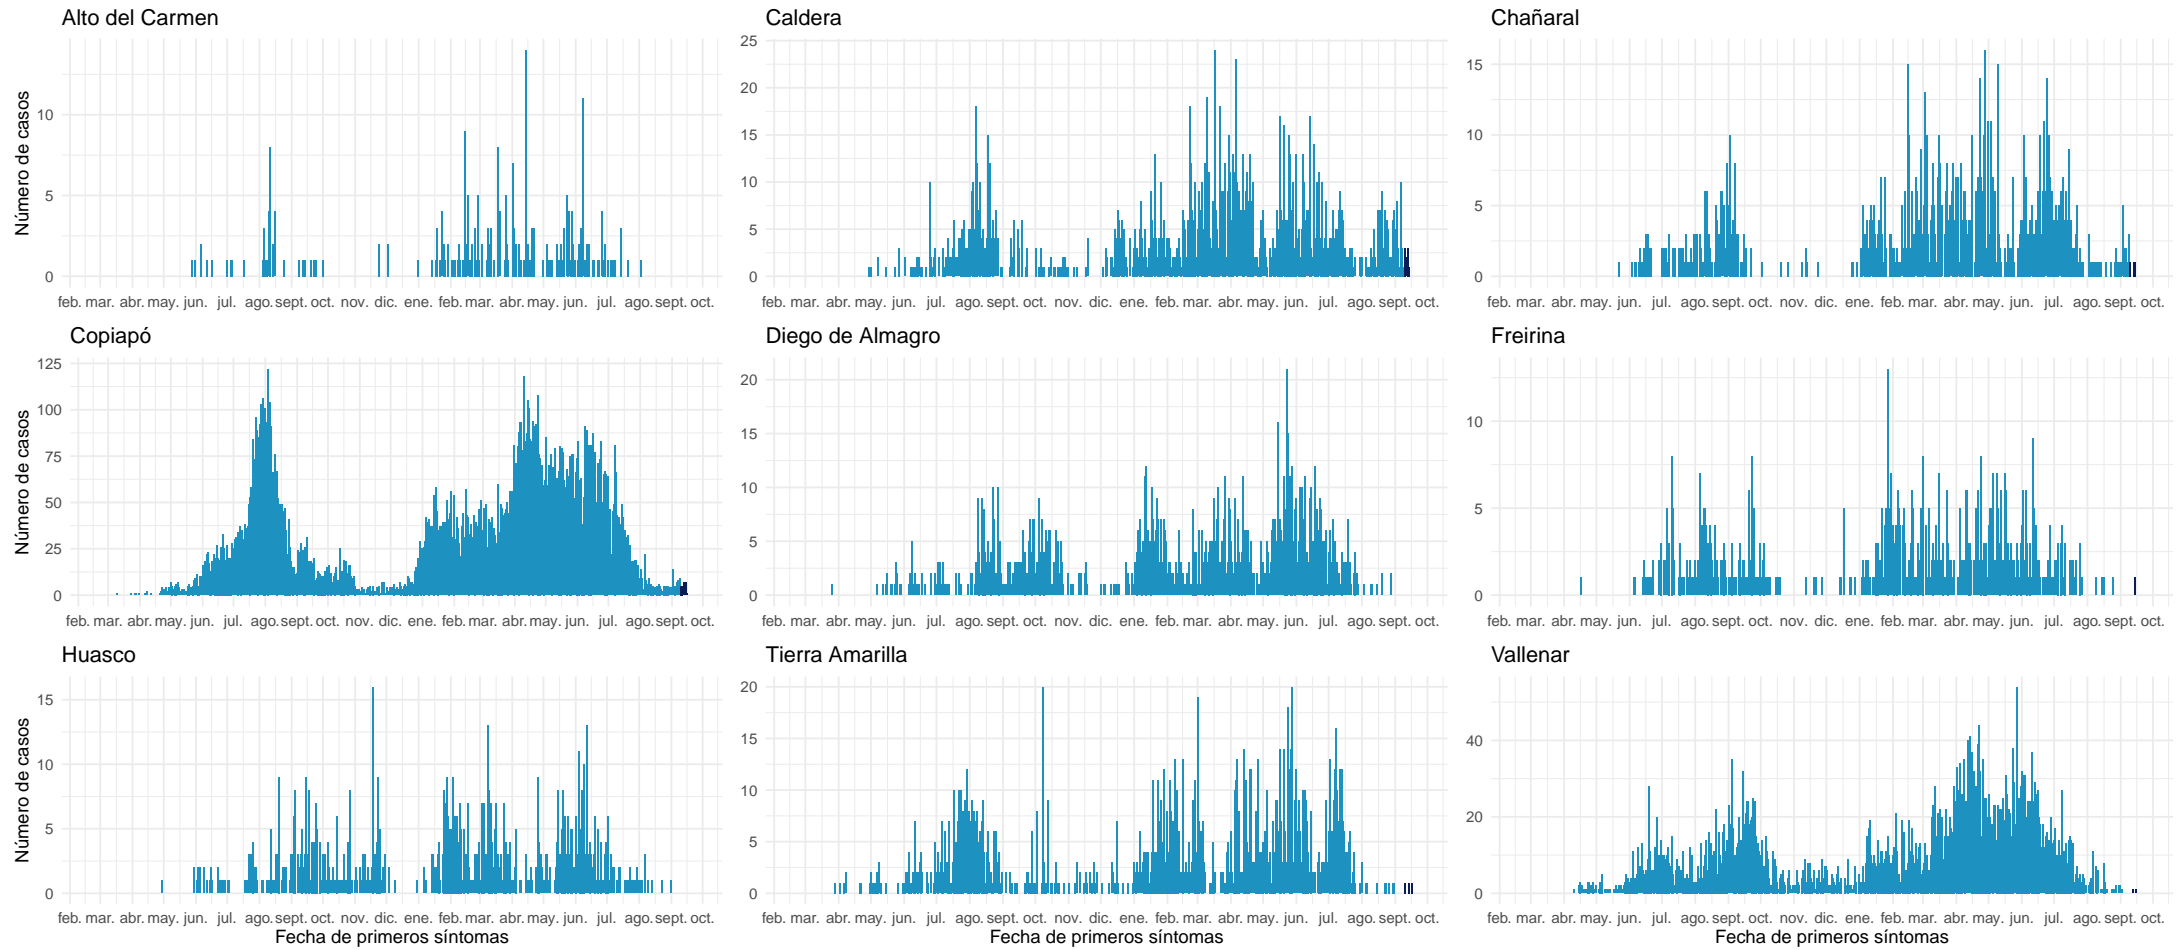 Alto del Carmen
Caldera
Chañaral
Número de casos
10
5
0
feb. mar. abr. may. jun. jul. ago. sept. oct. nov. dic. ene. feb. mar. abr. may. jun. jul. ago. sept. oct.
25
20
15
10
5
0
feb. mar. abr. may. jun. jul. ago. sept. oct. nov. dic. ene. feb. mar. abr. may. jun. jul. ago. sept. oct.
15
10
5
0
feb. mar. abr. may. jun. jul. ago. sept. oct. nov. dic. ene. feb. mar. abr. may. jun. jul. ago. sept. oct.
Copiapó
Diego de Almagro
Freirina
Número de casos
125
100
75
50
25
0
feb. mar. abr. may. jun. jul. ago. sept. oct. nov. dic. ene. feb. mar. abr. may. jun. jul. ago. sept. oct.
20
15
10
5
0
feb. mar. abr. may. jun. jul. ago. sept. oct. nov. dic. ene. feb. mar. abr. may. jun. jul. ago. sept. oct.
10
5
0
feb. mar. abr. may. jun. jul. ago. sept. oct. nov. dic. ene. feb. mar. abr. may. jun. jul. ago. sept. oct.
Huasco
Tierra Amarilla
Vallenar
Número de casos
15
10
5
0
feb. mar. abr. may. jun. jul. ago. sept. oct. nov. dic. ene. feb. mar. abr. may. jun. jul. ago. sept. oct.
Fecha de primeros síntomas
20
15
10
5
0
feb. mar. abr. may. jun. jul. ago. sept. oct. nov. dic. ene. feb. mar. abr. may. jun. jul. ago. sept. oct.
Fecha de primeros síntomas
40
20
0
feb. mar. abr. may. jun. jul. ago. sept. oct. nov. dic. ene. feb. mar. abr. may. jun. jul. ago. sept. oct.
Fecha de primeros síntomas